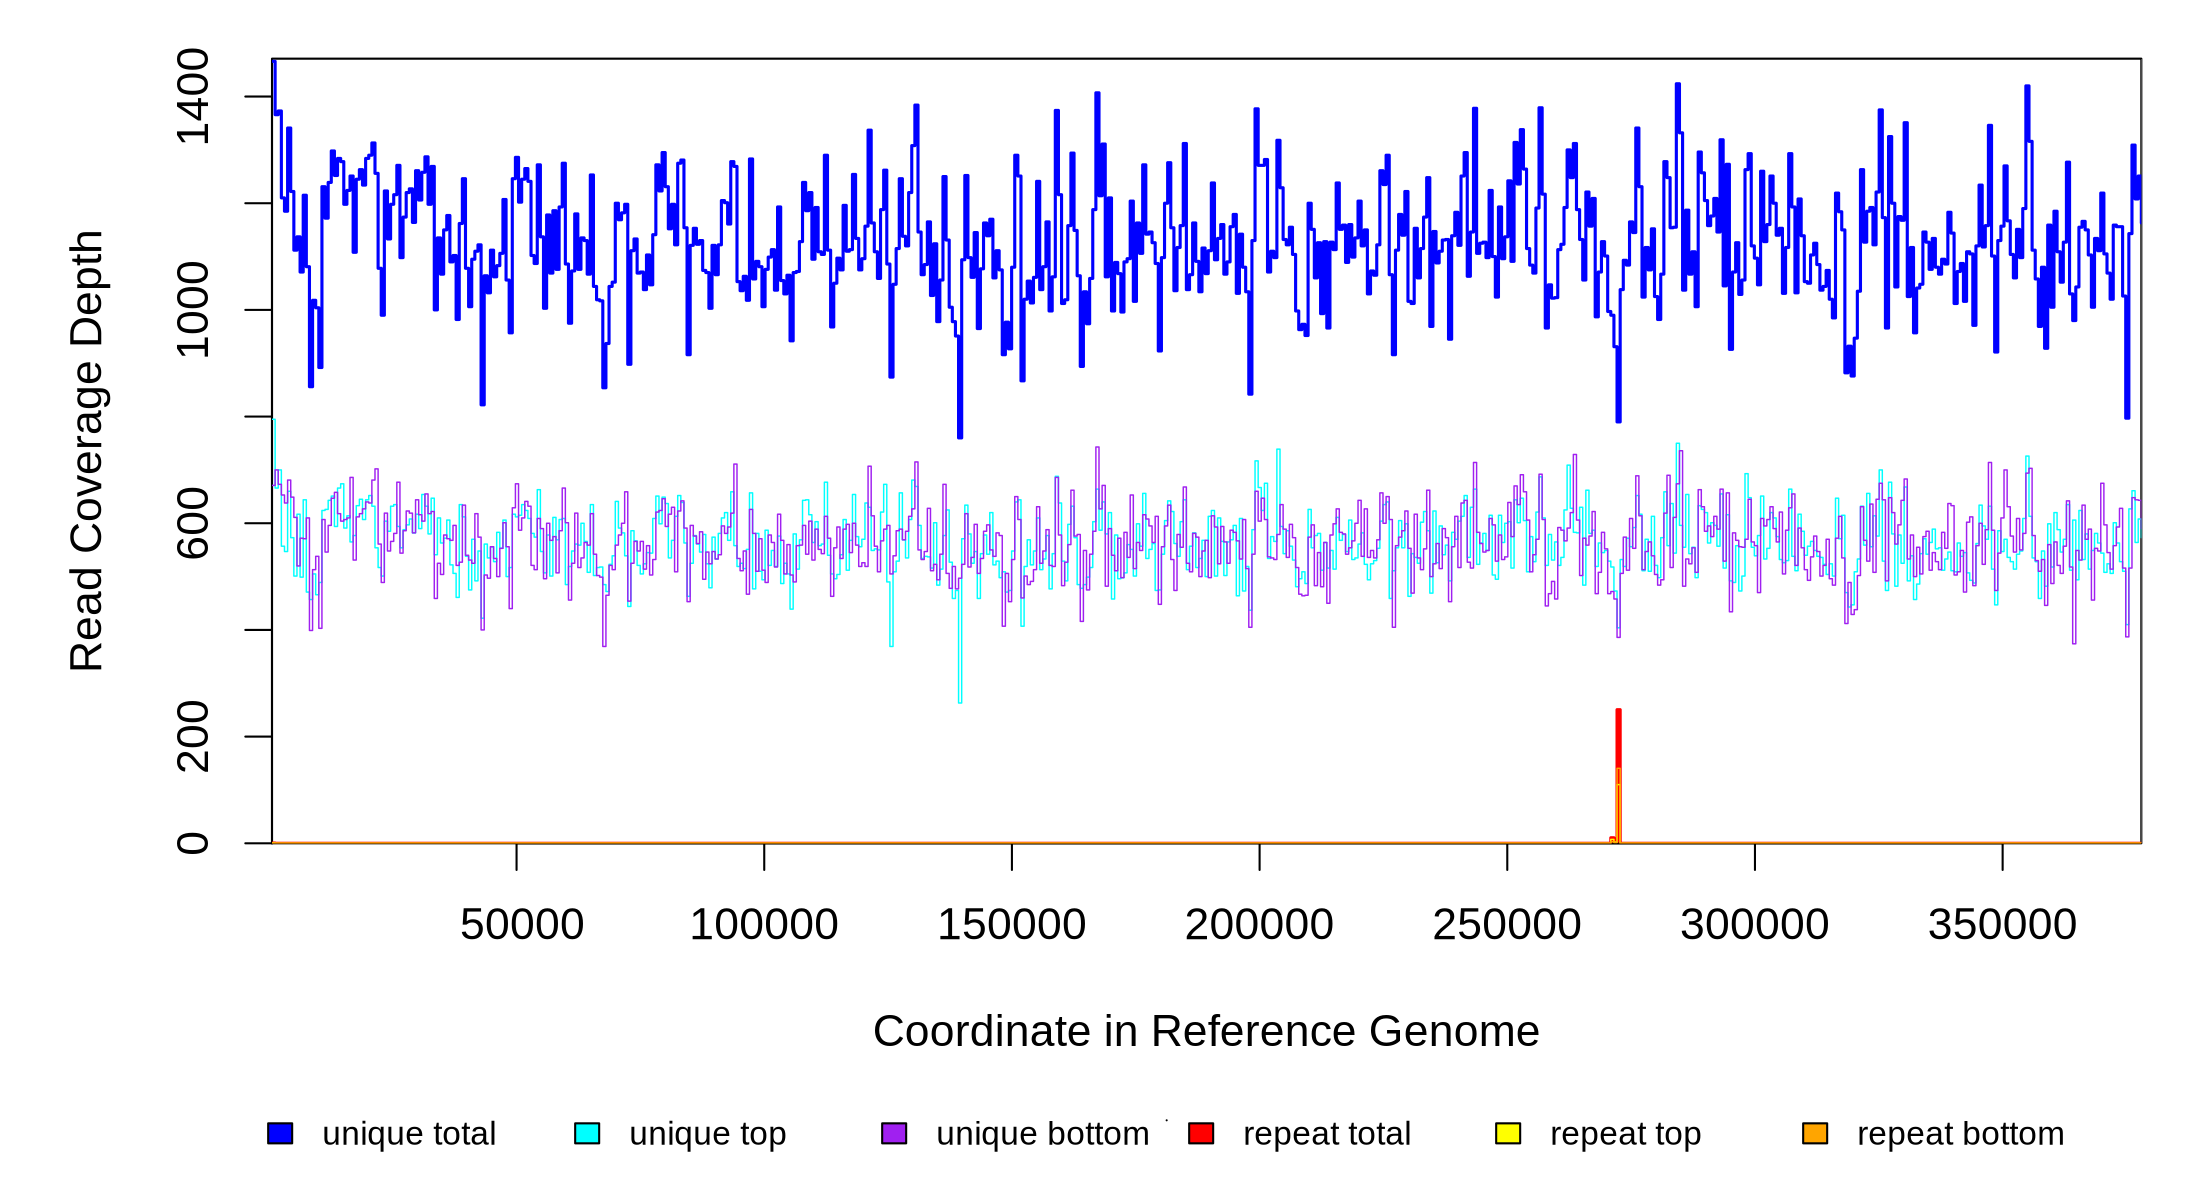 1400
1000
600
200
0
Read Coverage Depth
50000 100000 150000 200000 250000 300000 350000
Coordinate in Reference Genome
unique total unique top unique bottom repeat total repeat top repeat bottom